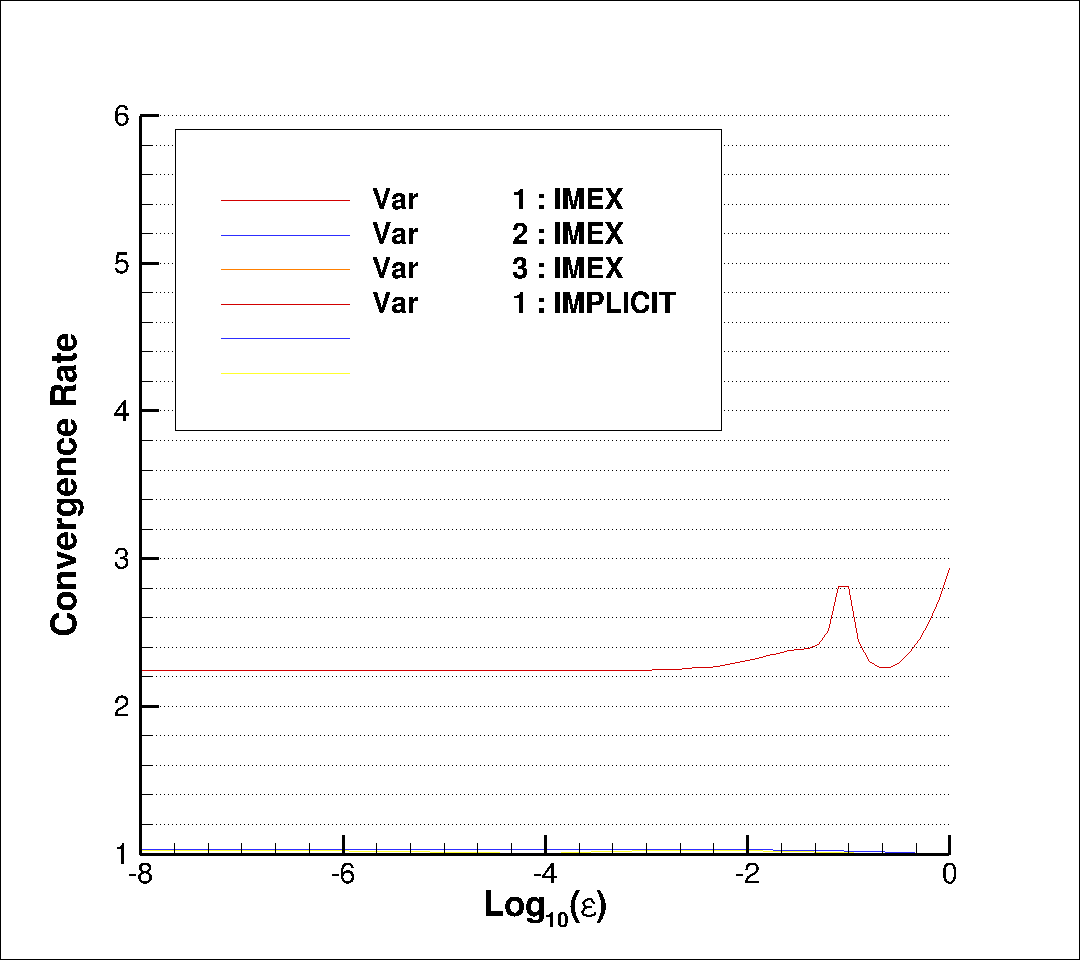 6
Var 1 : IMEX
Var 2 : IMEX
5
Var 3 : IMEX
Var 1 : IMPLICIT
4
Convergence Rate
3
2
1
-8 -6 -4 -2 0
Log10(ε)